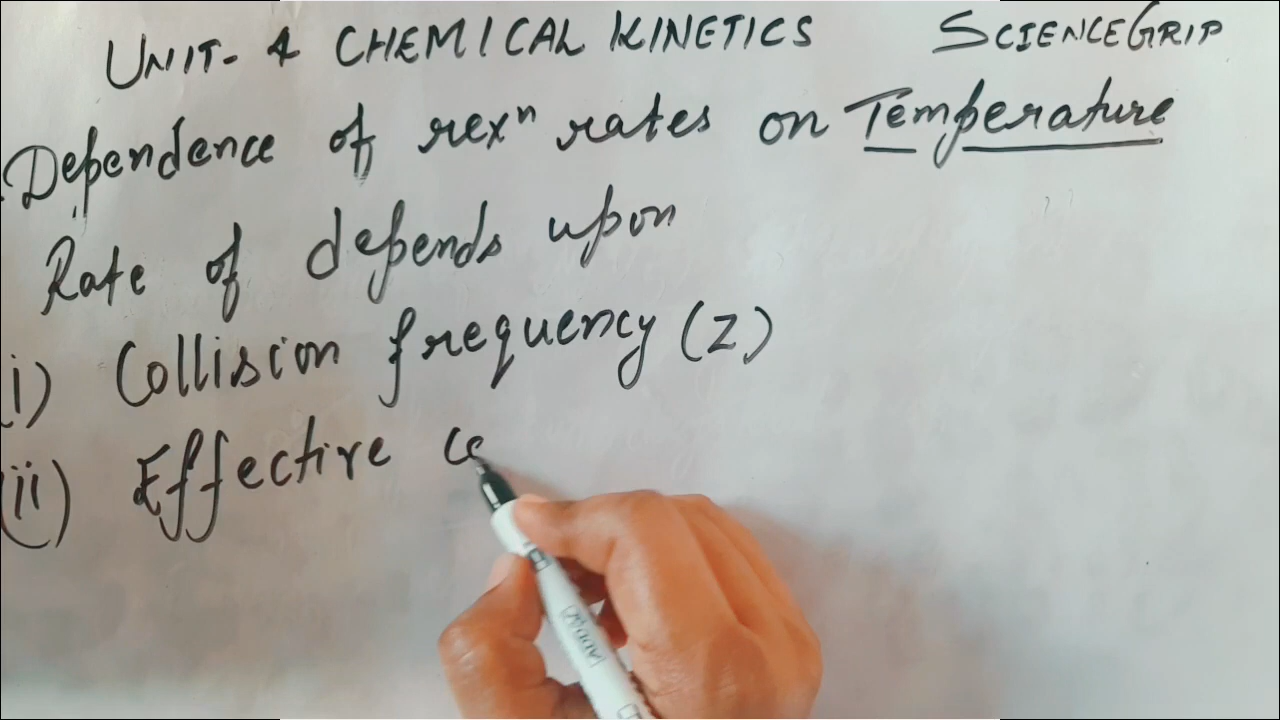 UNIT- 4 CHEMICAL KINETICS SCIENCEGRIP
Dependence of rexⁿ rates on Temperature
Rate of depends upon
(i) Collision frequency (Z)
(ii) Effective co